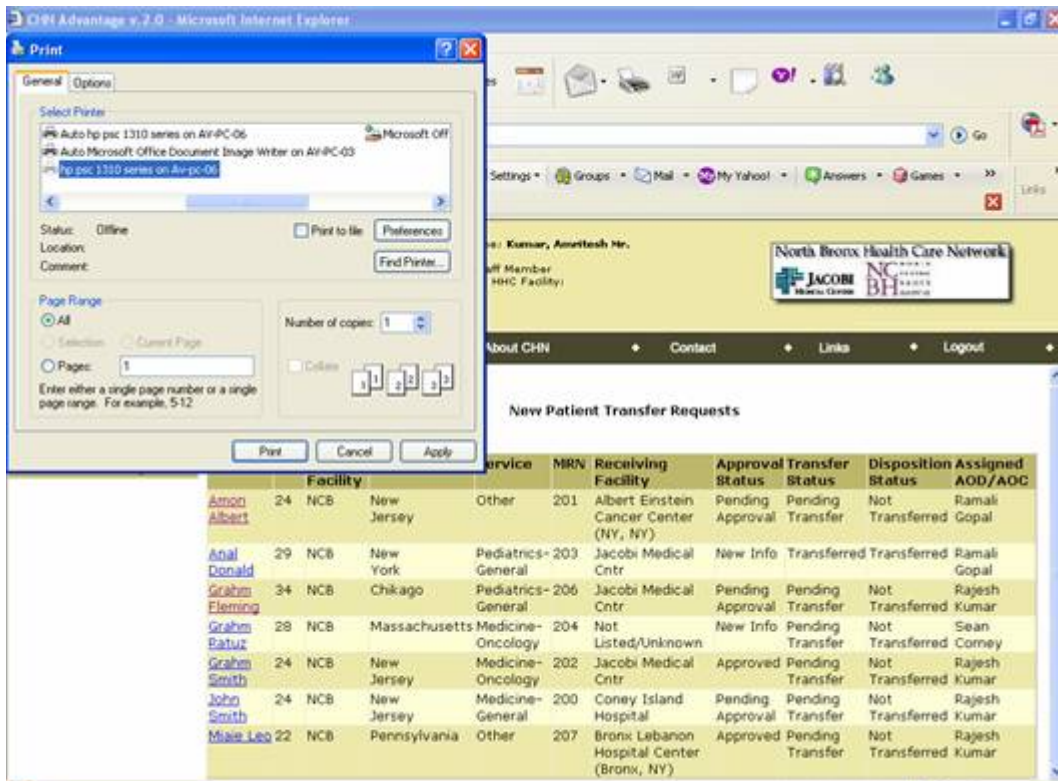 CHN Advantage v.2.0 - Microsoft Internet Explorer
Print
General Options
Select Printer
Auto hp psc 1310 series on AV-PC-06
Microsoft Off
Auto Microsoft Office Document Image Writer on AV-PC-03
hp psc 1310 series on Av-pc-06
Status: Offline
Location:
Comment:
Print to file
Preferences
Find Printer...
Page Range
All
Selection Current Page
Pages: 1
Enter either a single page number or a single
page range. For example, 5-12
Number of copies: 1
Collate
1 1 2 2 3 3
Print Cancel Apply
Go
Links
Settings Groups Mail My Yahoo! Answers Games
Kumar, Amritesh Mr.
aff Member
HHC Facility:
North Bronx Health Care Network
JACOBI
MEDICAL CENTER
NC
BH
About CHN Contact Links Logout
New Patient Transfer Requests
Facility ervice MRN Receiving Facility Approval Status Transfer Status Disposition Status Assigned AOD/AOC
Amon 24 NCB New Other 201 Albert Einstein Pending Pending Not Ramali
Albert Jersey Cancer Center Approval Transfer Transferred Gopal
(NY, NY)
Anal 29 NCB New Pediatrics- 203 Jacobi Medical New Info Transferred Transferred Ramali
Donald York General Cntr Gopal
Grahm 34 NCB Chikago Pediatrics- 206 Jacobi Medical Pending Pending Not Rajesh
Fleming General Cntr Approval Transfer Transferred Kumar
Grahm 28 NCB Massachusetts Medicine- 204 Not New Info Pending Not Sean
Ratuz Oncology Listed/Unknown Transfer Transferred Corney
Grahm 24 NCB New Medicine- 202 Jacobi Medical Approved Pending Not Rajesh
Smith Jersey Oncology Cntr Transfer Transferred Kumar
John 24 NCB New Medicine- 200 Coney Island Pending Pending Not Rajesh
Smith Jersey General Hospital Approval Transfer Transferred Kumar
Miaie Leo 22 NCB Pennsylvania Other 207 Bronx Lebanon Approved Pending Not Rajesh
Hospital Center Transfer Transferred Kumar
(Bronx, NY)